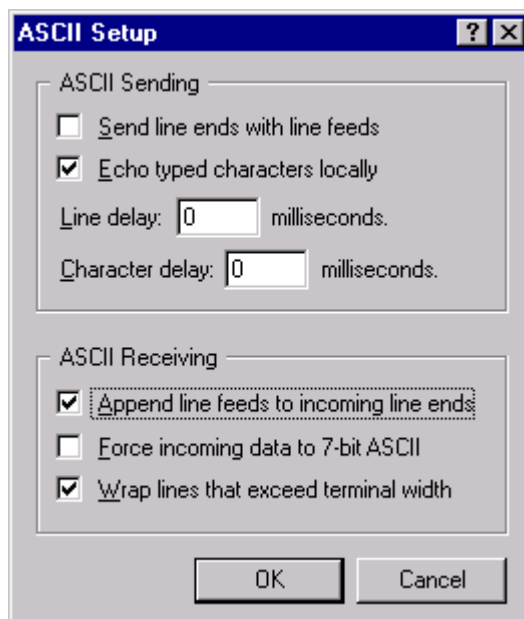 ASCII Setup
ASCII Sending
Send line ends with line feeds
Echo typed characters locally
Line delay: 0 milliseconds.
Character delay: 0 milliseconds.
ASCII Receiving
Append line feeds to incoming line ends
Force incoming data to 7-bit ASCII
Wrap lines that exceed terminal width
OK Cancel